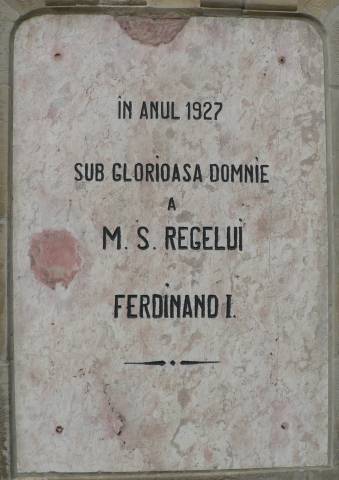 ÎN ANUL 1927
SUB GLORIOASA DOMNIE
A
M. S. REGELUI
FERDINAND I.